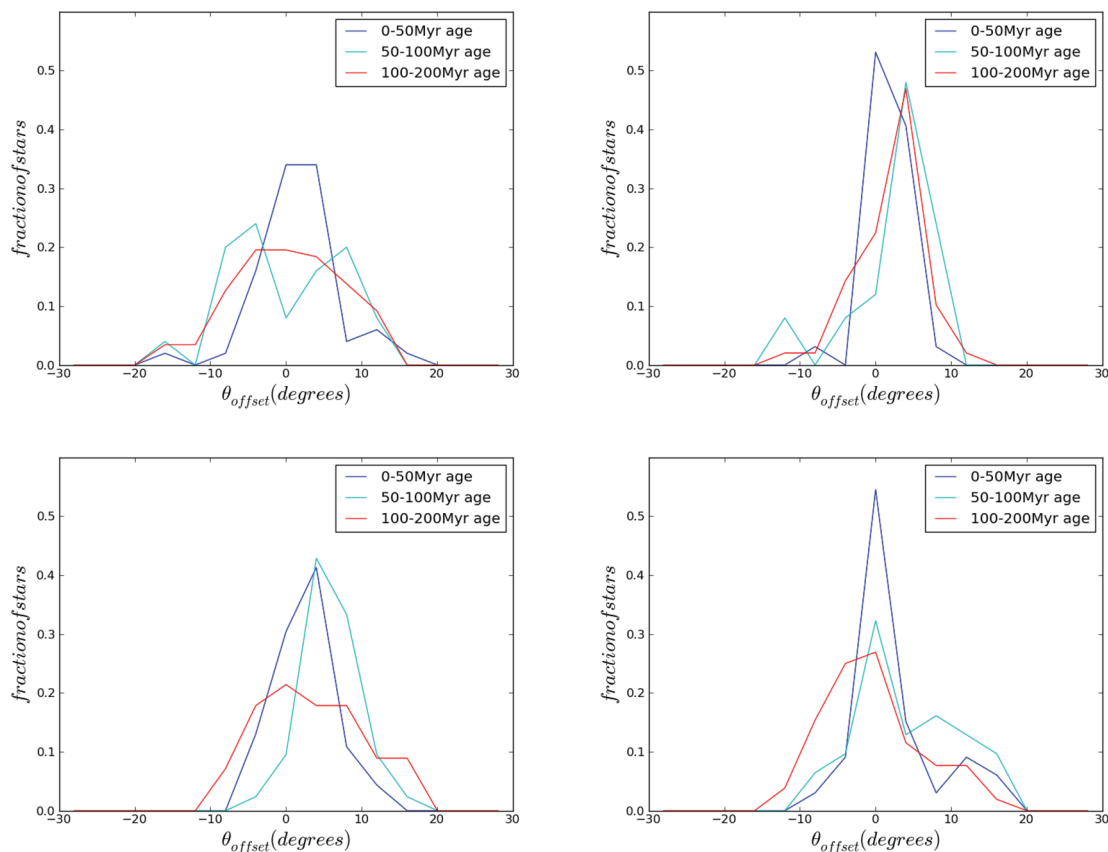 0-50Myr age
50-100Myr age
100-200Myr age
0.5
0.4
0.3
0.2
0.1
0.0
fractionofstars
−30 −20 −10 0 10 20 30
θoffset(degrees)
0-50Myr age
50-100Myr age
100-200Myr age
0.5
0.4
0.3
0.2
0.1
0.0
fractionofstars
−30 −20 −10 0 10 20 30
θoffset(degrees)
0-50Myr age
50-100Myr age
100-200Myr age
0.5
0.4
0.3
0.2
0.1
0.0
fractionofstars
−30 −20 −10 0 10 20 30
θoffset(degrees)
0-50Myr age
50-100Myr age
100-200Myr age
0.5
0.4
0.3
0.2
0.1
0.0
fractionofstars
−30 −20 −10 0 10 20 30
θoffset(degrees)